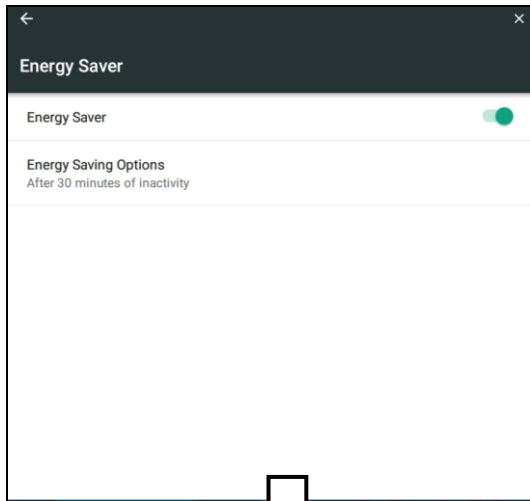 Energy Saver
Energy Saver
Energy Saving Options
After 30 minutes of inactivity